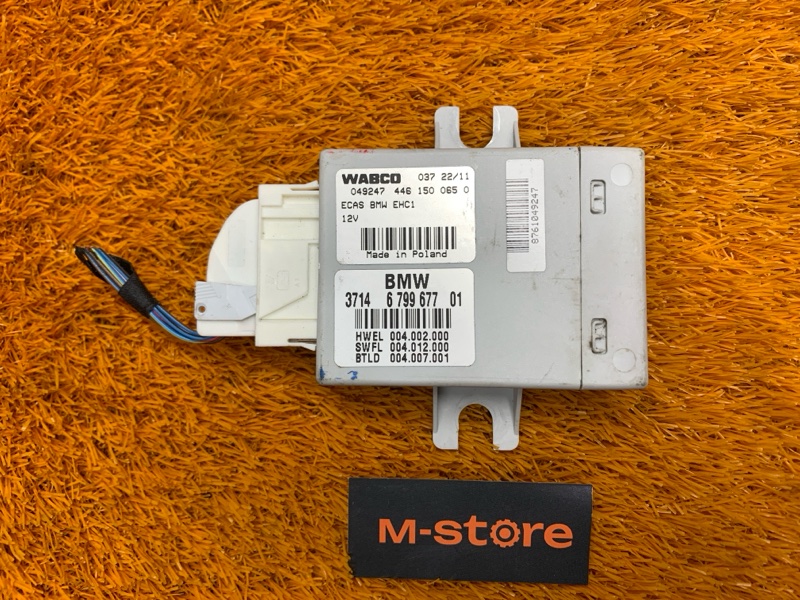 WABCO 037 22/11
049247 446 150 065 0
ECAS BMW EHC1
12V
Made in Poland
8761049247
BMW
3714 6 799 677 01
HWEL 004.002.000
SWFL 004.012.000
BTLD 004.007.001
M-store